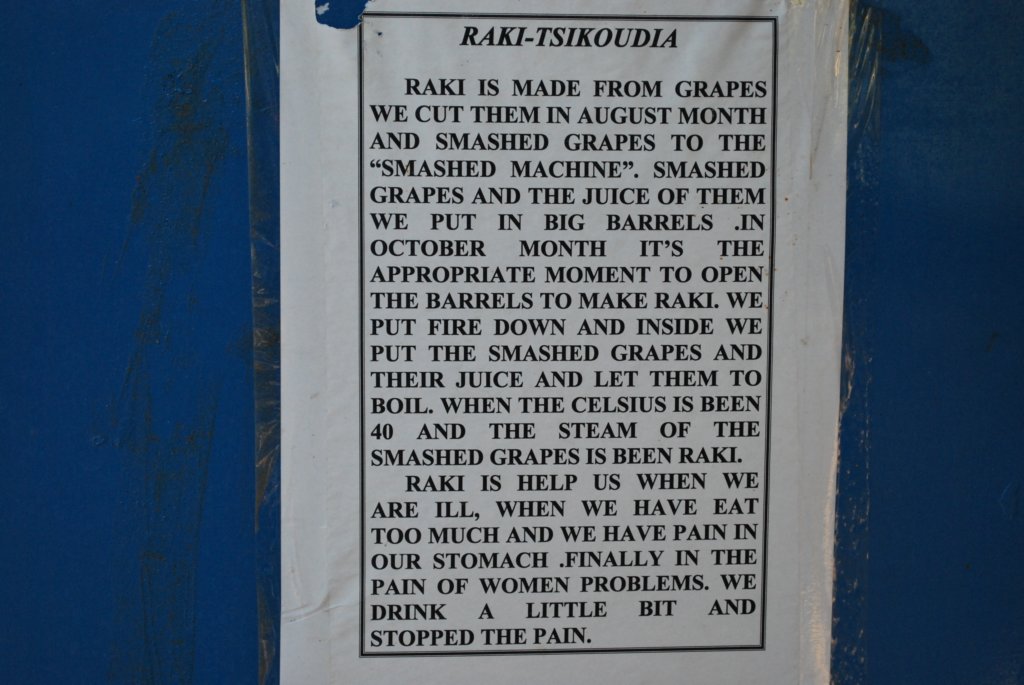 RAKI-TSIKOUDIA
RAKI IS MADE FROM GRAPES
WE CUT THEM IN AUGUST MONTH
AND SMASHED GRAPES TO THE
“SMASHED MACHINE”. SMASHED
GRAPES AND THE JUICE OF THEM
WE PUT IN BIG BARRELS .IN
OCTOBER MONTH IT’S THE
APPROPRIATE MOMENT TO OPEN
THE BARRELS TO MAKE RAKI. WE
PUT FIRE DOWN AND INSIDE WE
PUT THE SMASHED GRAPES AND
THEIR JUICE AND LET THEM TO
BOIL. WHEN THE CELSIUS IS BEEN
40 AND THE STEAM OF THE
SMASHED GRAPES IS BEEN RAKI.
RAKI IS HELP US WHEN WE
ARE ILL, WHEN WE HAVE EAT
TOO MUCH AND WE HAVE PAIN IN
OUR STOMACH .FINALLY IN THE
PAIN OF WOMEN PROBLEMS. WE
DRINK A LITTLE BIT AND
STOPPED THE PAIN.